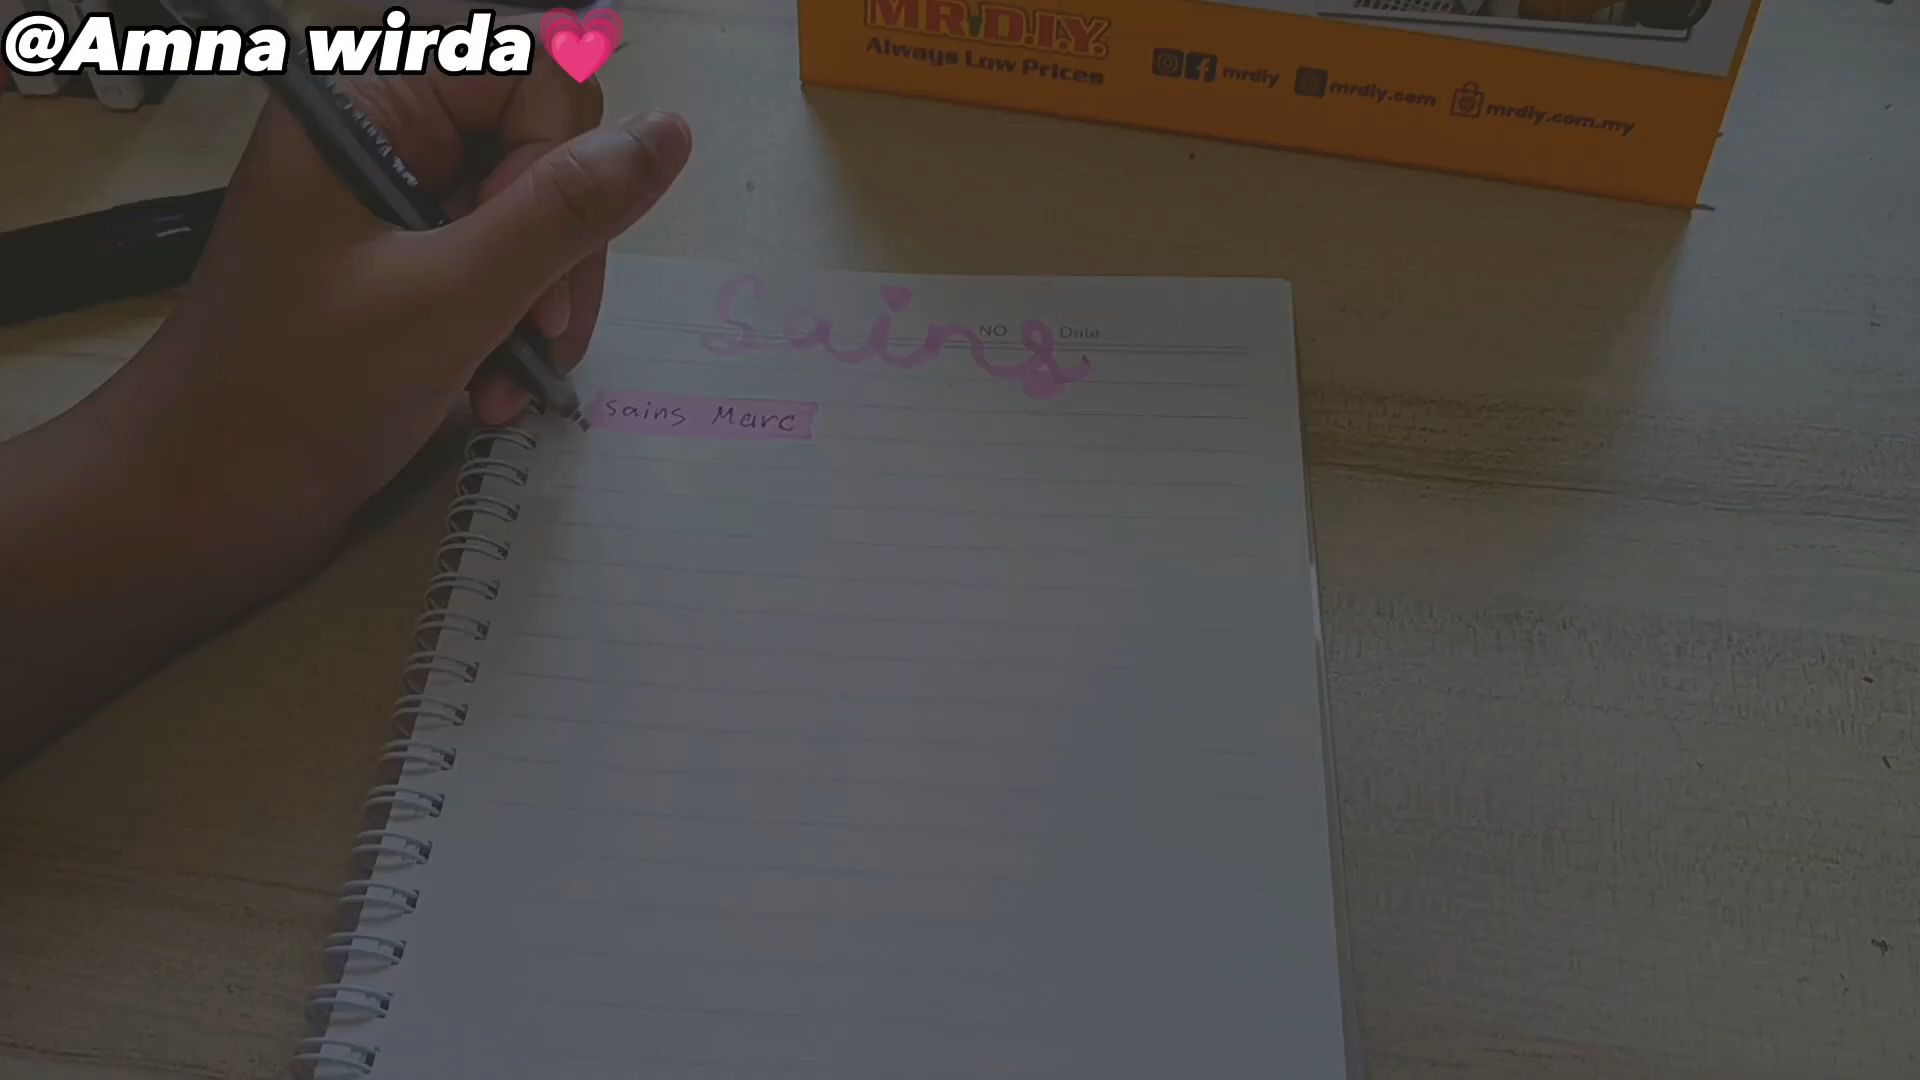 @Amna wirda💗
MR.D.I.Y.
Always Low Prices
mrdiy
mrdiy.com
mrdiy.com.my
Sains
NO
Date
sains Marc